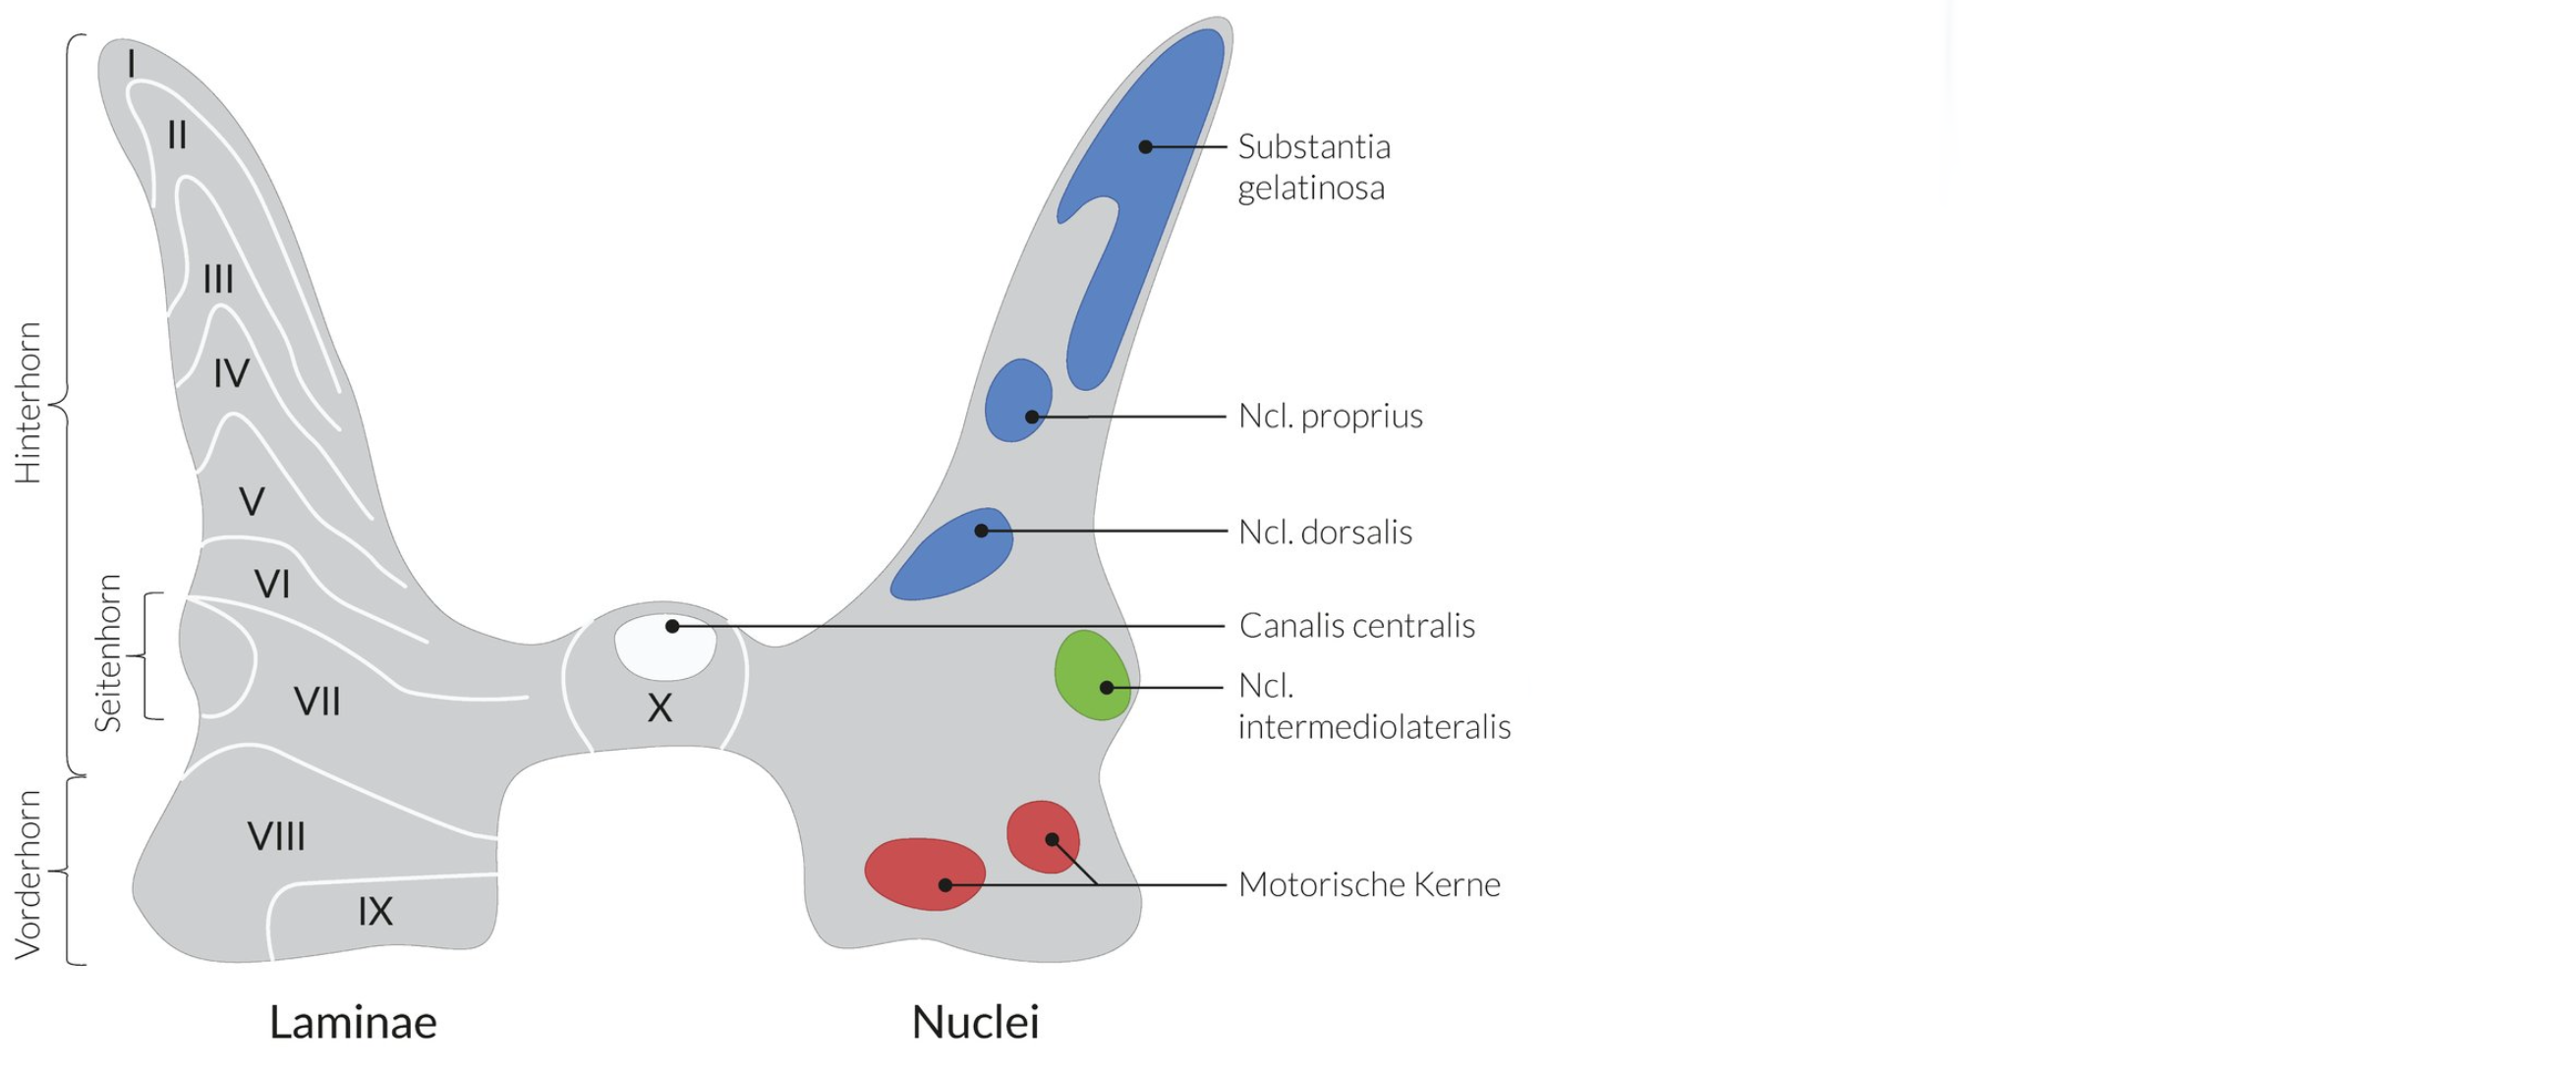 Hinterhorn
Seitenhorn
Vorderhorn
I
II
III
IV
V
VI
VII
VIII
IX
X
Substantia
gelatinosa
Ncl. proprius
Ncl. dorsalis
Canalis centralis
Ncl.
intermediolateralis
Motorische Kerne
Laminae
Nuclei